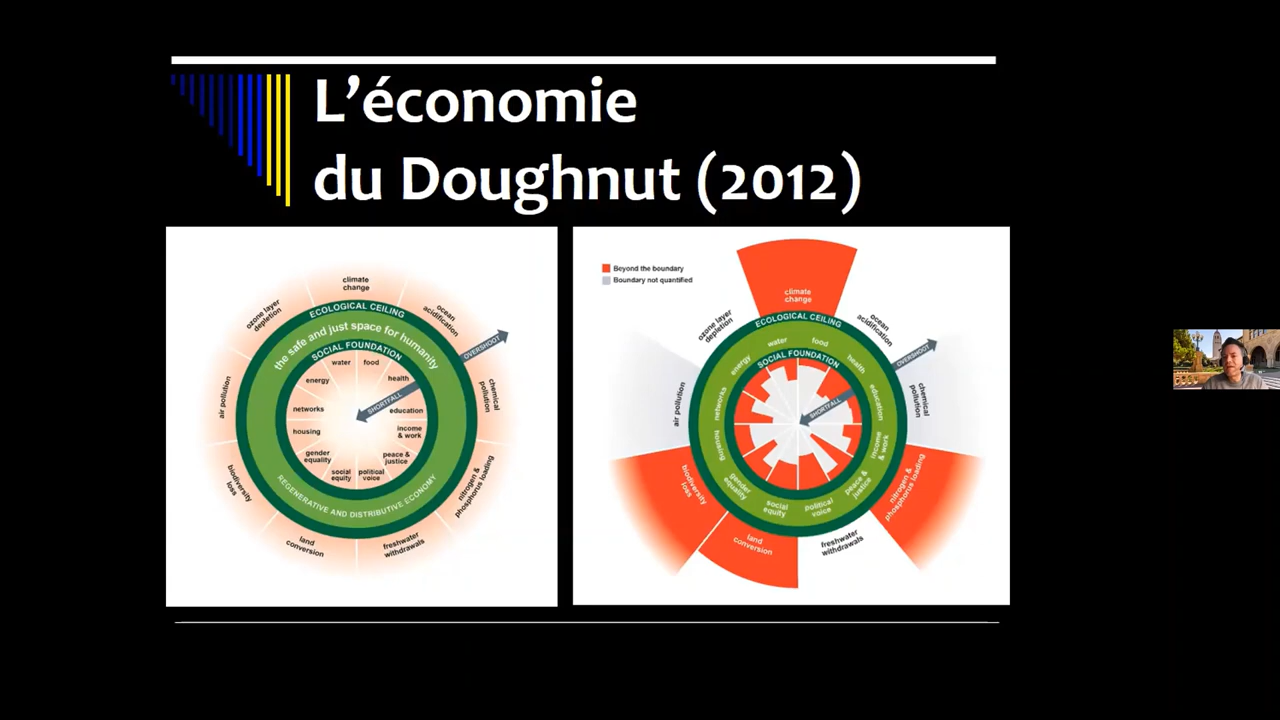 L'économie
du Doughnut (2012)
climate
change
ozone layer
depletion
ocean
acidification
air pollution
chemical
pollution
biodiversity
loss
nitrogen &
phosphorus loading
land
conversion
freshwater
withdrawals
ECOLOGICAL CEILING
the safe and just space for humanity
SOCIAL FOUNDATION
OVERSHOOT
SHORTFALL
water
food
energy
health
networks
education
housing
income
& work
gender
equality
peace &
justice
social
equity
political
voice
REGENERATIVE AND DISTRIBUTIVE ECONOMY
Beyond the boundary
Boundary not quantified
climate
change
ozone layer
depletion
ocean
acidification
air pollution
chemical
pollution
biodiversity
loss
nitrogen &
phosphorus loading
land
conversion
freshwater
withdrawals
ECOLOGICAL CEILING
SOCIAL FOUNDATION
OVERSHOOT
SHORTFALL
water
food
energy
health
networks
education
housing
income
& work
gender
equality
peace &
justice
social
equity
political
voice